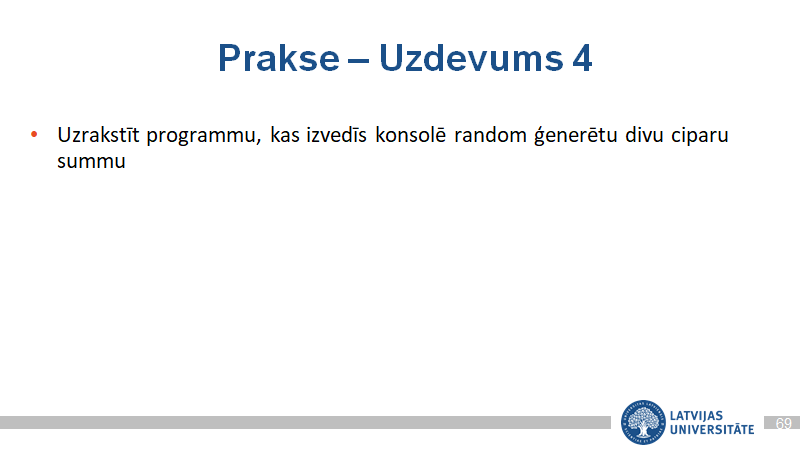 Prakse – Uzdevums 4
• Uzrakstīt programmu, kas izvedīs konsolē random ģenerētu divu ciparu
summu
LATVIJAS
UNIVERSITĀTE
69